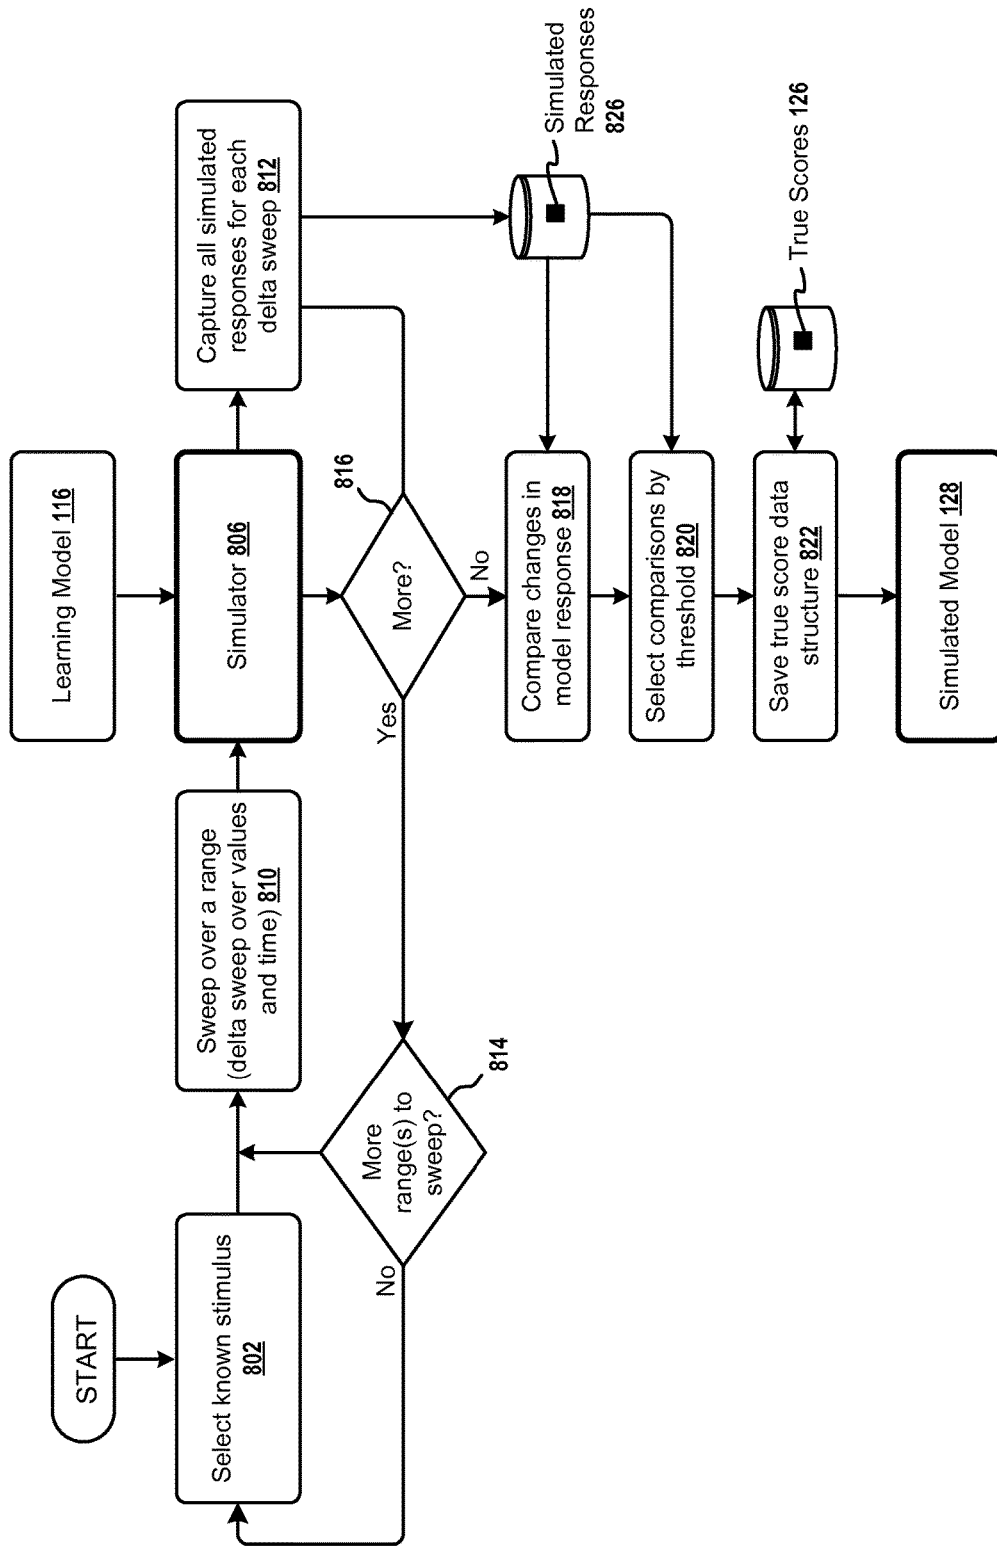 START
Select known stimulus
802
Sweep over a range
(delta sweep over values
and time) 810
Learning Model 116
Simulator 806
Capture all simulated
responses for each
delta sweep 812
More
range(s) to
sweep?
814
No
Yes
More?
816
No
Compare changes in
model response 818
Simulated
Responses
826
Select comparisons by
threshold 820
Save true score data
structure 822
True Scores 126
Simulated Model 128